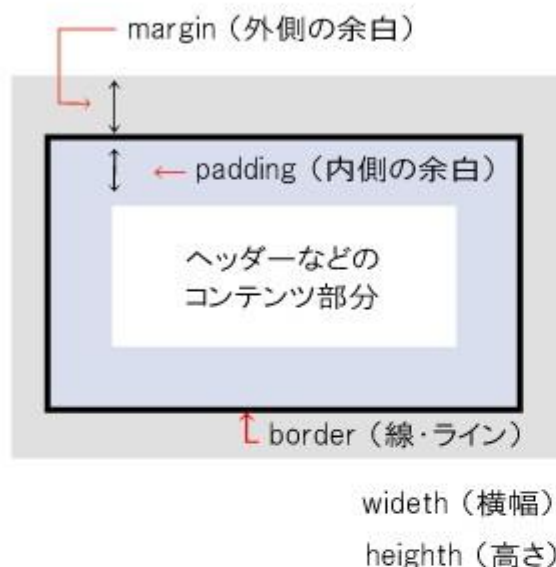 margin（外側の余白）
padding（内側の余白）
ヘッダーなどの
コンテンツ部分
border（線・ライン）
wideth（横幅）
heighth（高さ）